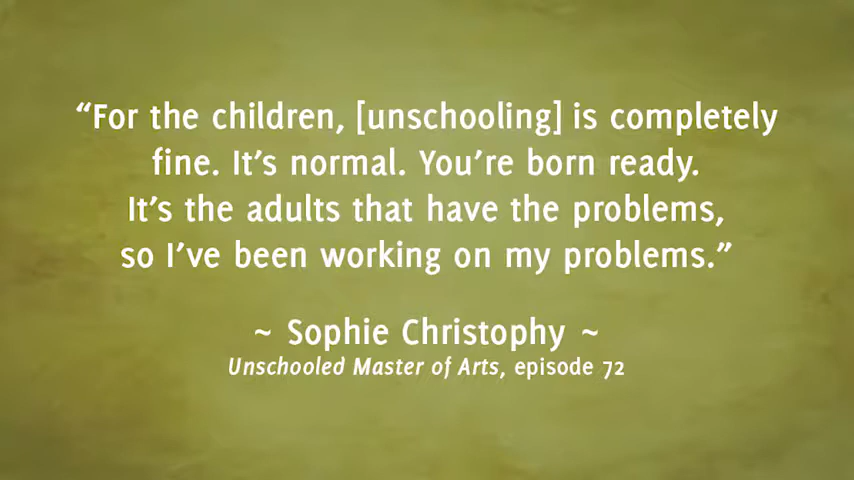 “For the children, [unschooling] is completely
fine. It’s normal. You’re born ready.
It’s the adults that have the problems,
so I’ve been working on my problems.”
~ Sophie Christophy ~
Unschooled Master of Arts, episode 72